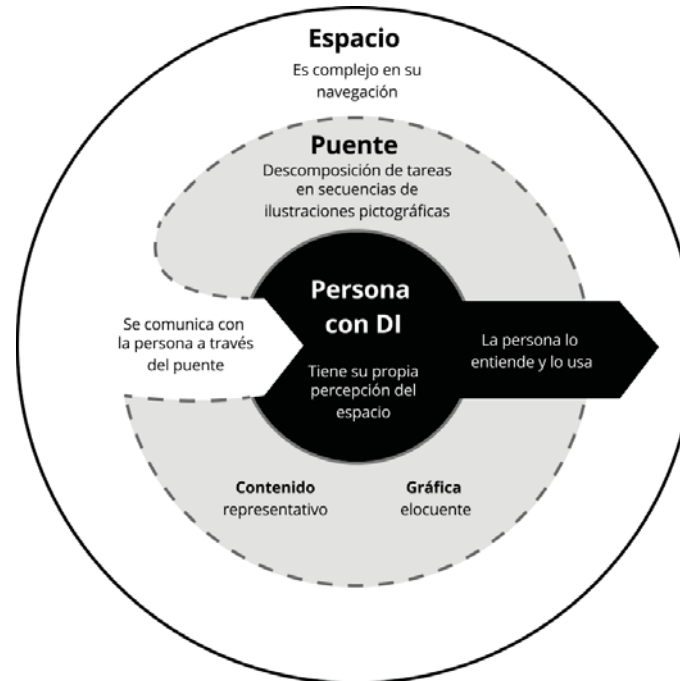 Espacio
Es complejo en su
navegación
Puente
Descomposición de tareas
en secuencias de
ilustraciones pictográficas
Se comunica con
la persona a través
del puente
Persona
con DI
Tiene su propia
percepción del
espacio
La persona lo
entiende y lo usa
Contenido
representativo
Gráfica
elocuente